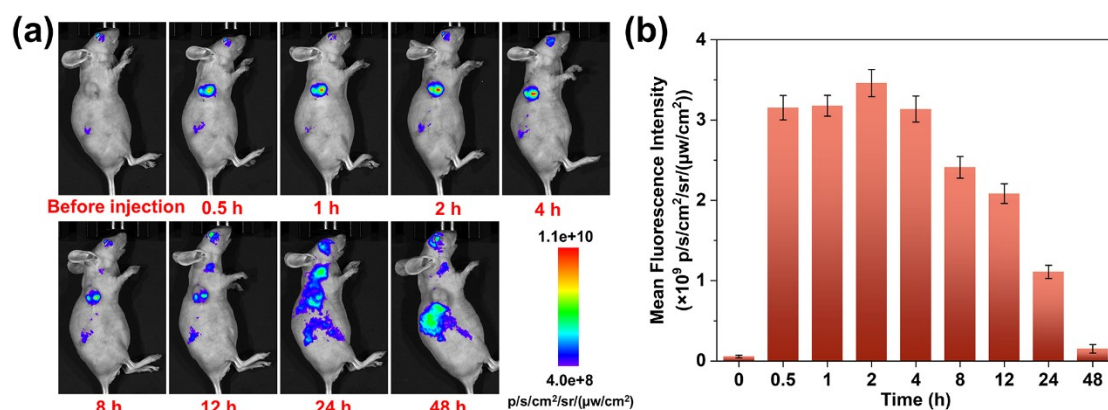 (a)
Before injection 0.5 h 1 h 2 h 4 h
8 h 12 h 24 h 48 h
1.1e+10
4.0e+8
p/s/cm²/sr/(μw/cm²)
(b)
Mean Fluorescence Intensity
(×10⁹ p/s/cm²/sr/(μw/cm²))
4
3
2
1
0
0 0.5 1 2 4 8 12 24 48
Time (h)